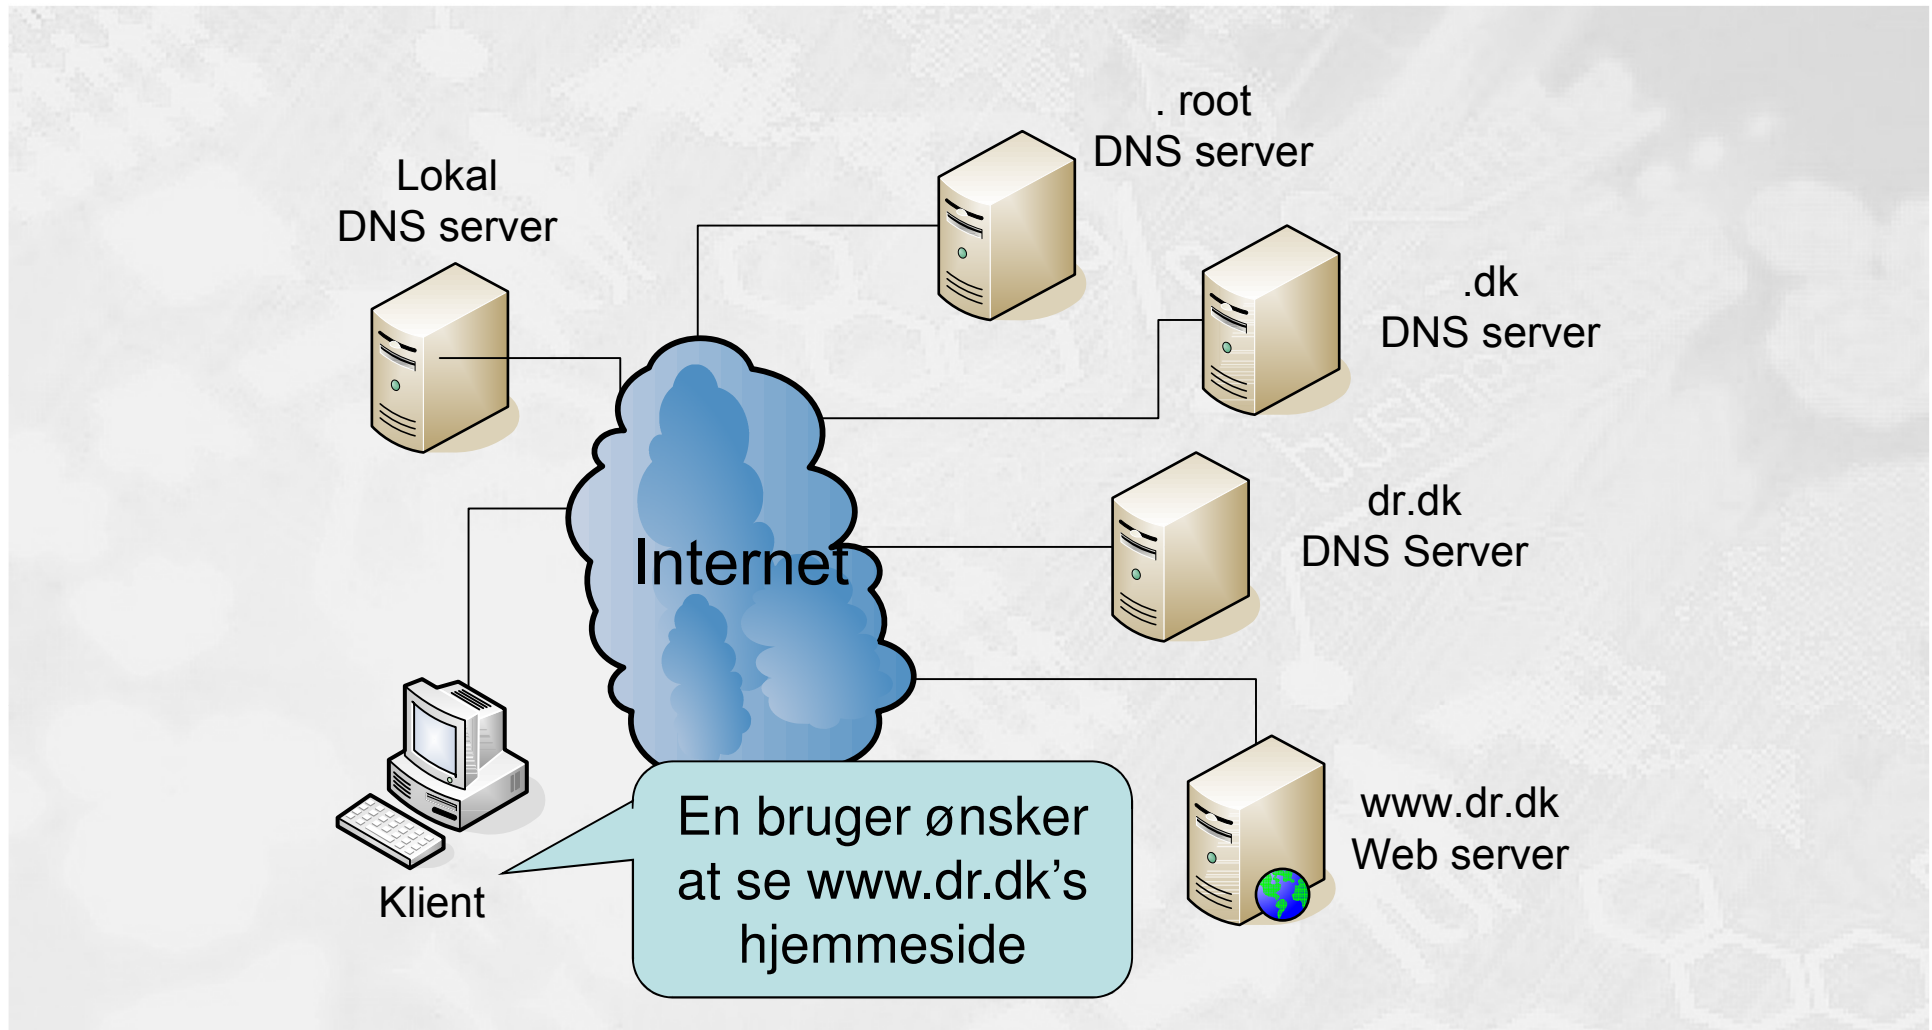 . root
DNS server
Lokal
DNS server
.dk
DNS server
dr.dk
DNS Server
Internet
www.dr.dk
Web server
Klient
En bruger ønsker
at se www.dr.dk’s
hjemmeside